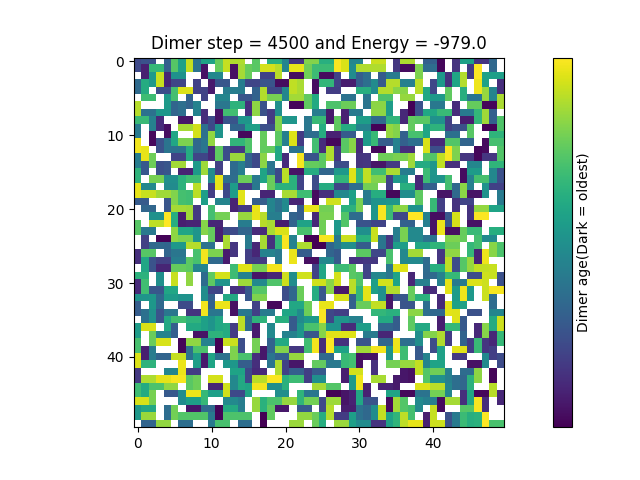 Dimer step = 4500 and Energy = -979.0
0
10
20
30
40
0 10 20 30 40
Dimer age(Dark = oldest)